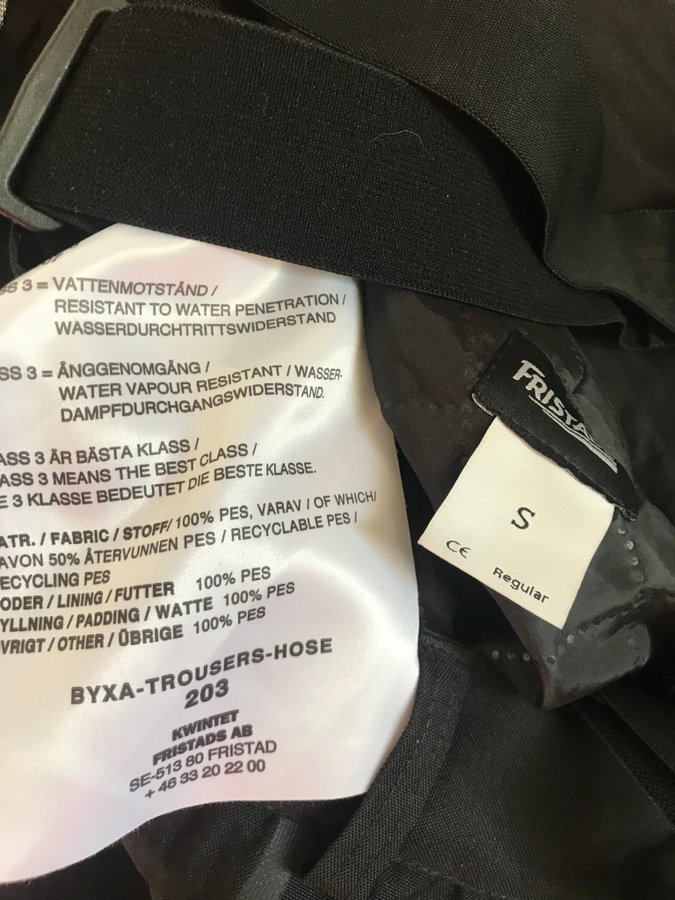 SS 3 = VATTENMOTSTÅND /
RESISTANT TO WATER PENETRATION /
WASSERDURCHTRITTSWIDERSTAND
SS 3 = ÅNGGENOMGÅNG /
WATER VAPOUR RESISTANT / WASSER-
DAMPFDURCHGANGSWIDERSTAND.
ASS 3 ÄR BÄSTA KLASS /
ASS 3 MEANS THE BEST CLASS /
E 3 KLASSE BEDEUTET DIE BESTE KLASSE.
ATR. / FABRIC / STOFF/ 100% PES, VARAV / OF WHICH/
AVON 50% ÅTERVUNNEN PES / RECYCLABLE PES /
ECYCLING PES
ODER / LINING / FUTTER 100% PES
YLLNING / PADDING / WATTE 100% PES
VRIGT / OTHER / ÜBRIGE 100% PES
BYXA-TROUSERS-HOSE
203
KWINTET
FRISTADS AB
SE-513 80 FRISTAD
+ 46 33 20 22 00
FRISTA
S
CE
Regular